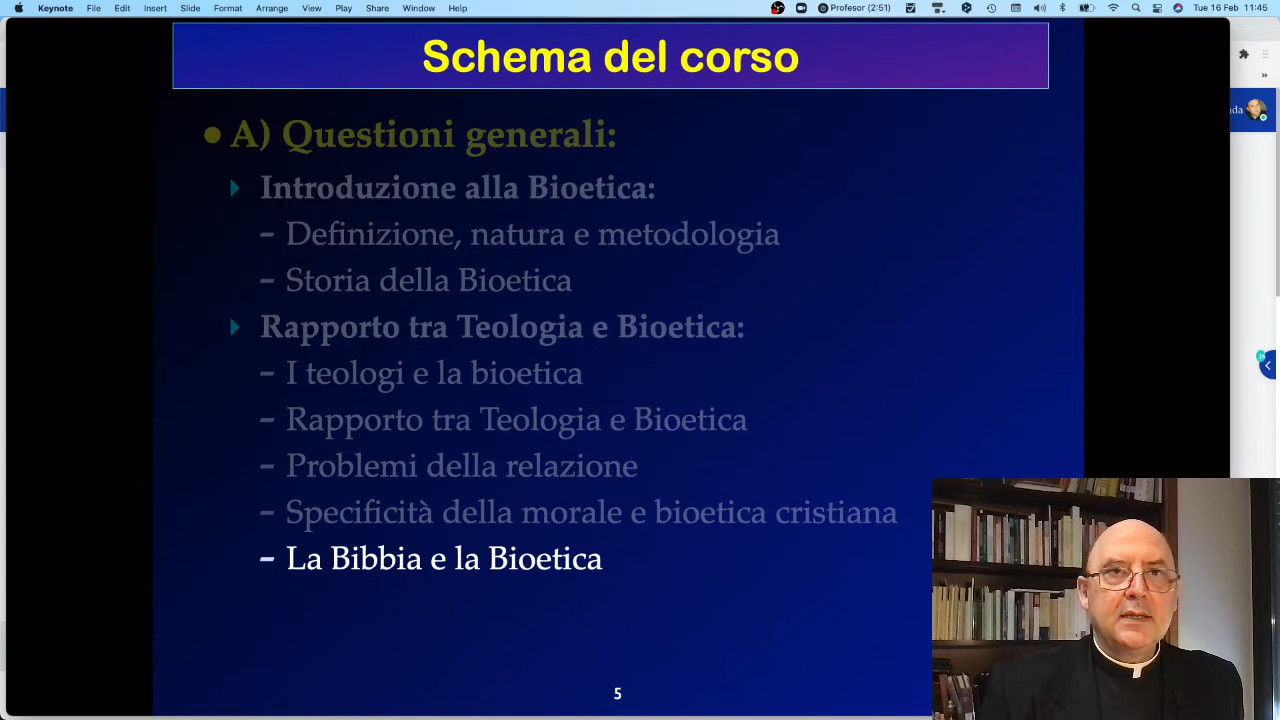 Keynote File Edit Insert Slide Format Arrange View Play Share Window Help Profesor (2:51) Tue 16 Feb 11:45
Schema del corso
• A) Questioni generali:
Introduzione alla Bioetica:
– Definizione, natura e metodologia
– Storia della Bioetica
Rapporto tra Teologia e Bioetica:
– I teologi e la bioetica
– Rapporto tra Teologia e Bioetica
– Problemi della relazione
– Specificità della morale e bioetica cristiana
– La Bibbia e la Bioetica
5